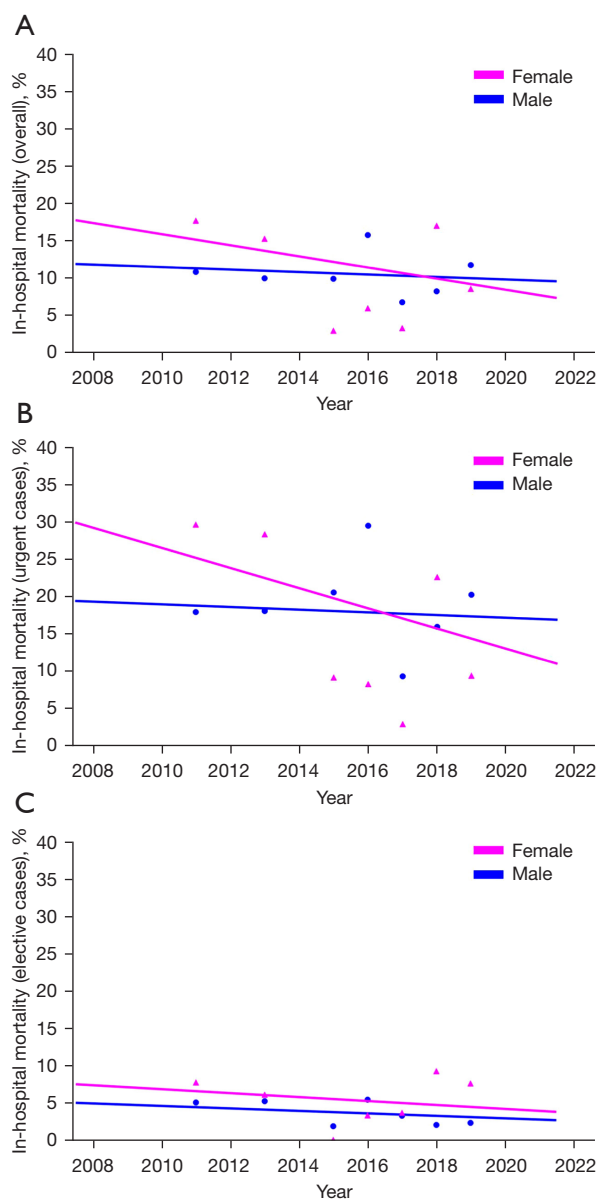 A
In-hospital mortality (overall), %
40
35
30
25
20
15
10
5
0
Female
Male
2008 2010 2012 2014 2016 2018 2020 2022
Year
B
In-hospital mortality (urgent cases), %
40
35
30
25
20
15
10
5
0
Female
Male
2008 2010 2012 2014 2016 2018 2020 2022
Year
C
In-hospital mortality (elective cases), %
40
35
30
25
20
15
10
5
0
Female
Male
2008 2010 2012 2014 2016 2018 2020 2022
Year